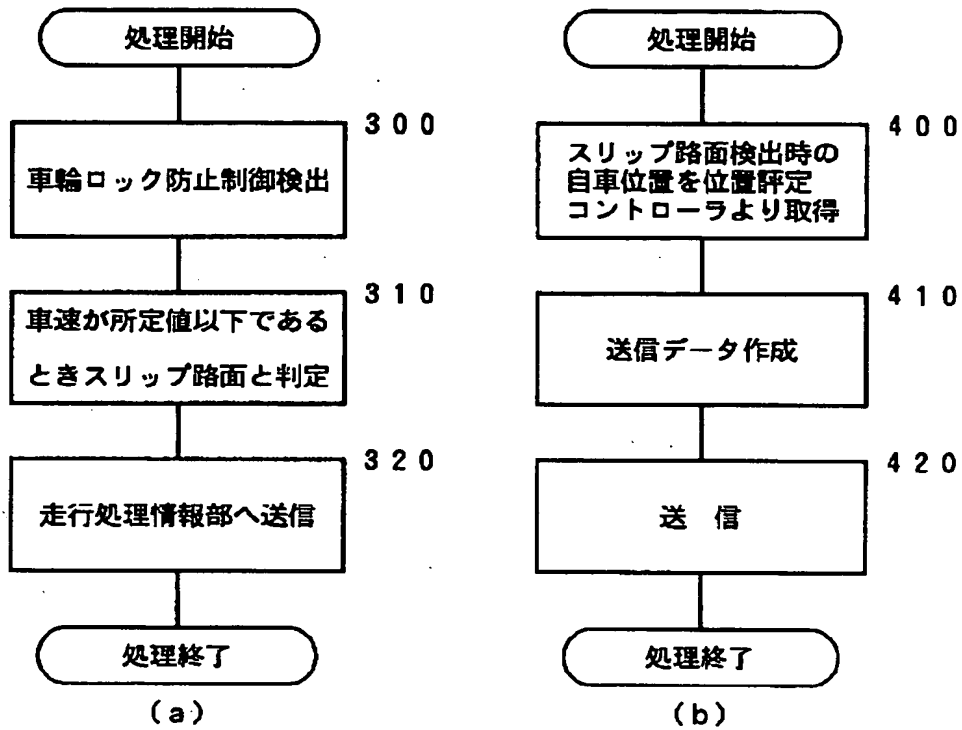 処理開始
300
車輪ロック防止制御検出
310
車速が所定値以下である
ときスリップ路面と判定
320
走行処理情報部へ送信
処理終了
(a)
処理開始
400
スリップ路面検出時の
自車位置を位置評定
コントローラより取得
410
送信データ作成
420
送 信
処理終了
(b)